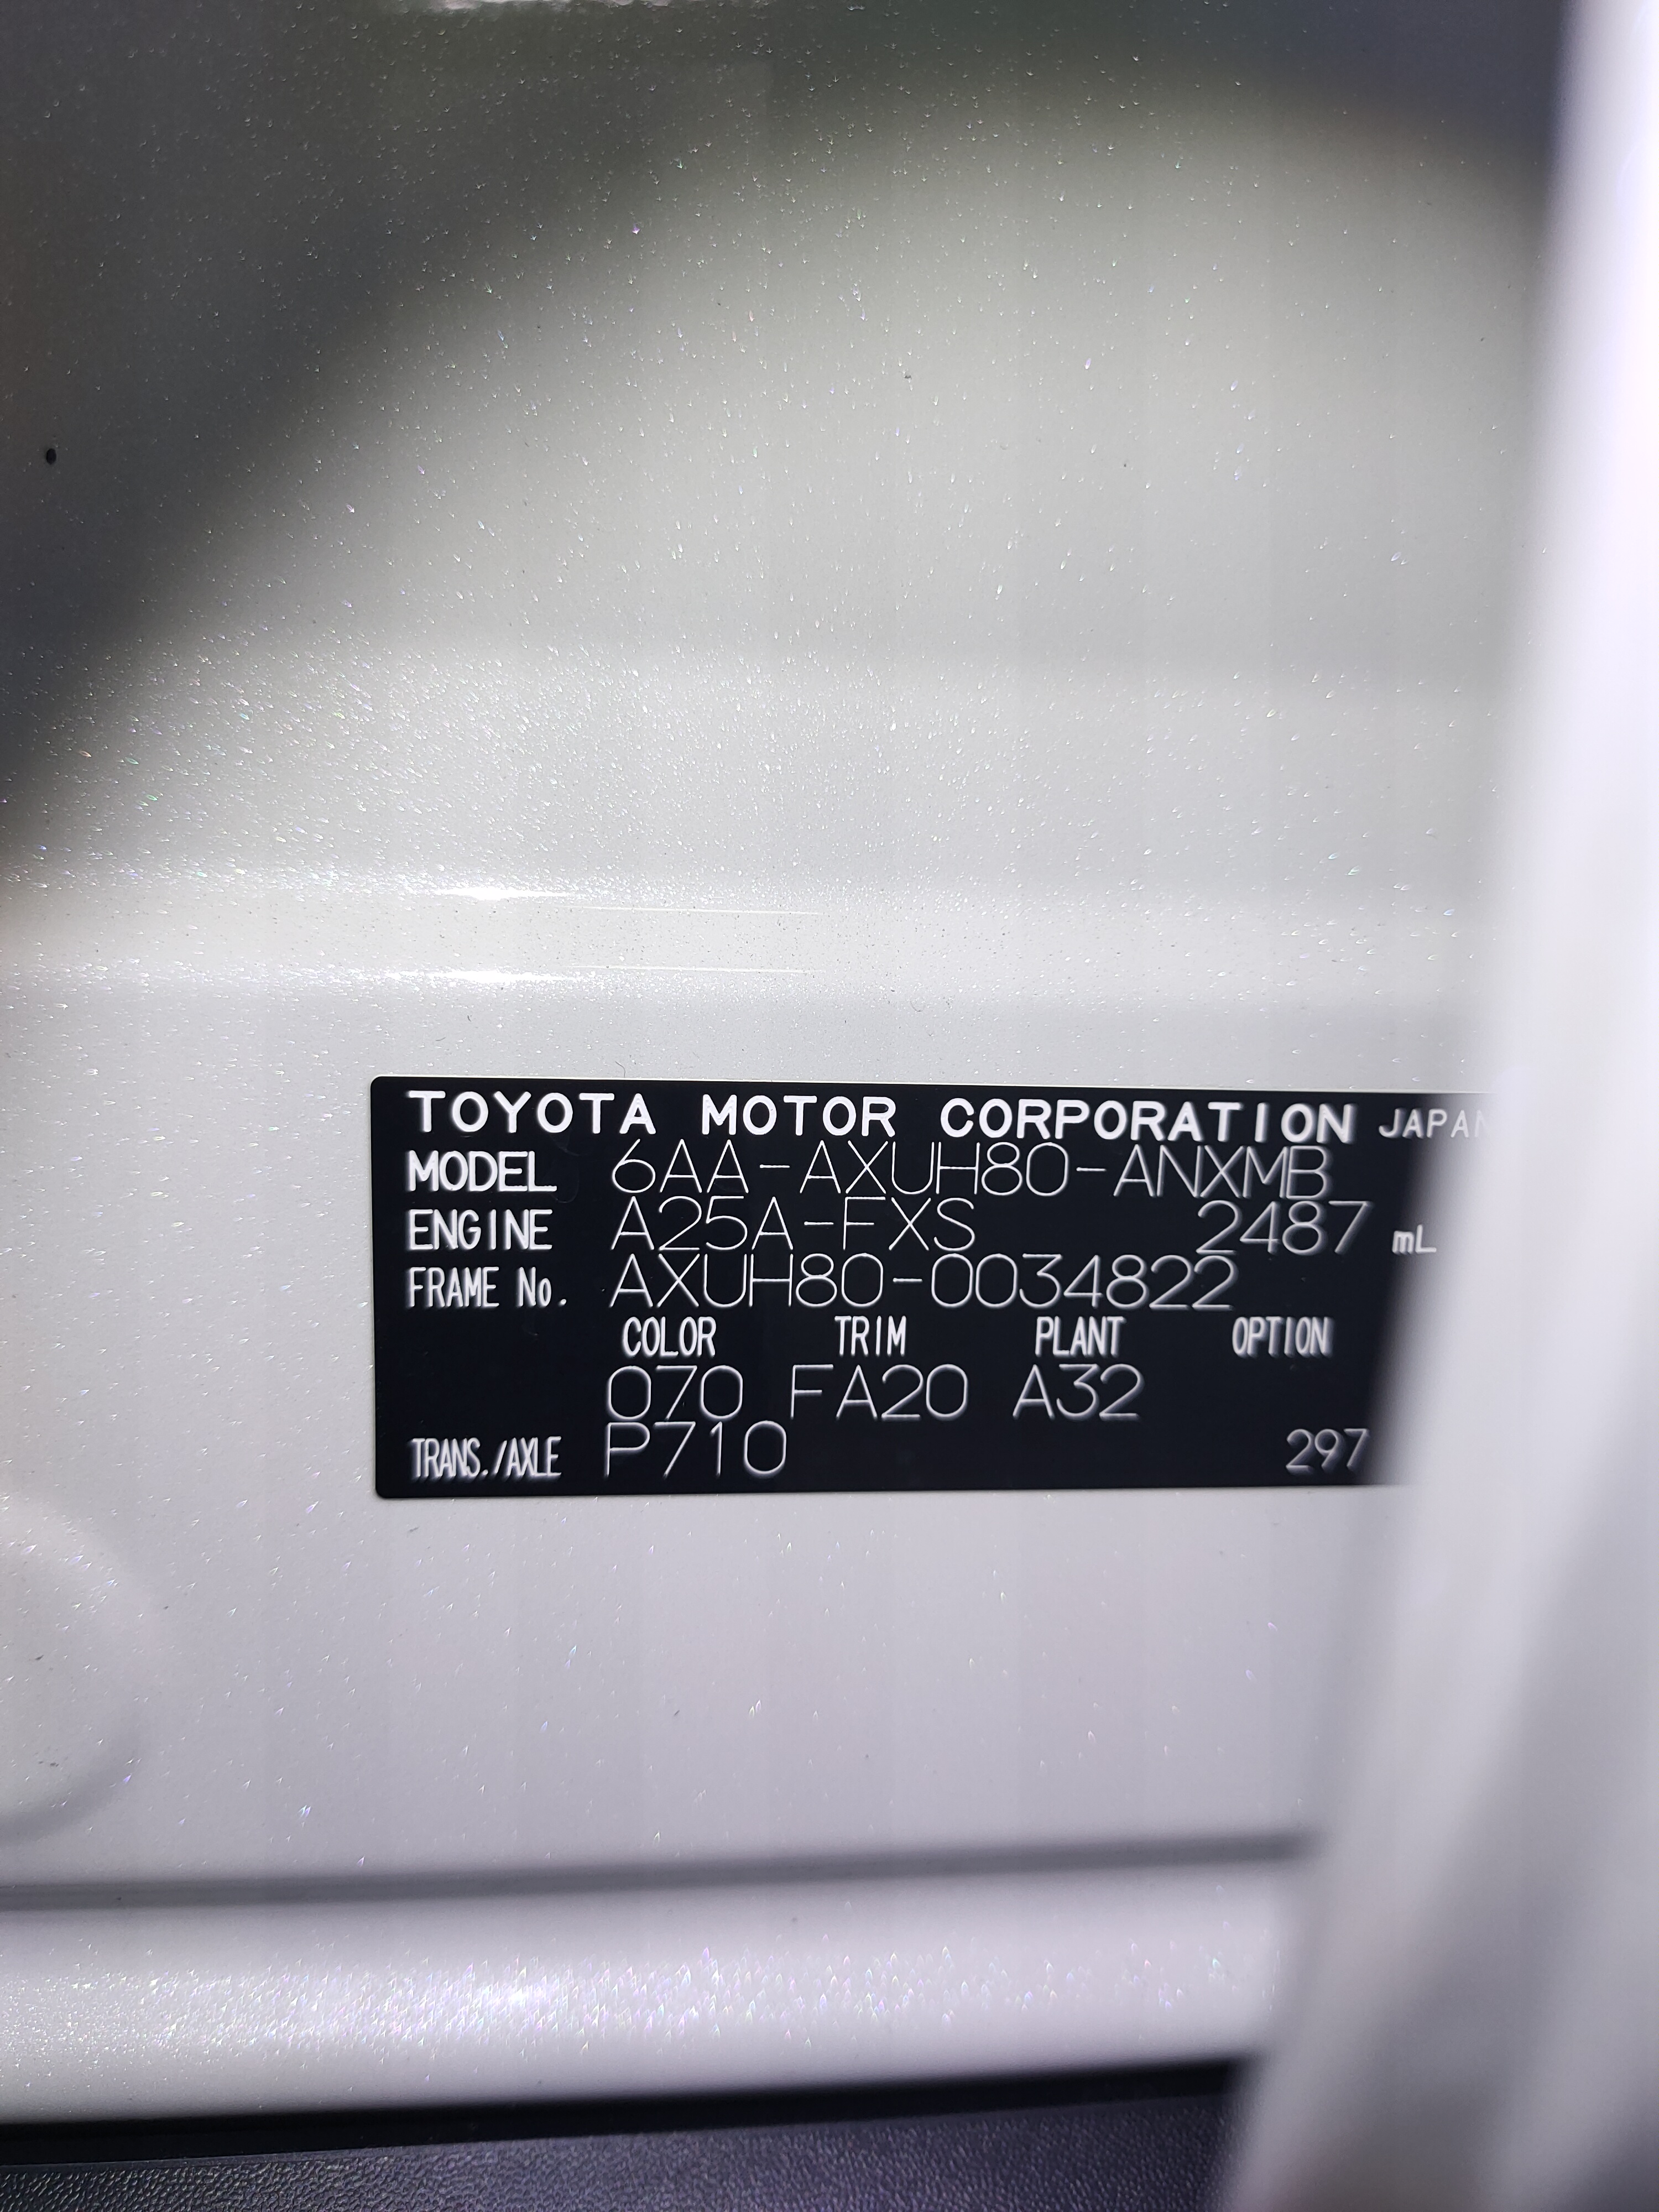 TOYOTA MOTOR CORPORATION JAPAN
MODEL 6AA-AXUH80-ANXMB
ENGINE A25A-FXS 2487 mL
FRAME No. AXUH80-0034822
COLOR TRIM PLANT OPTION
070 FA20 A32
TRANS./AXLE P710 297